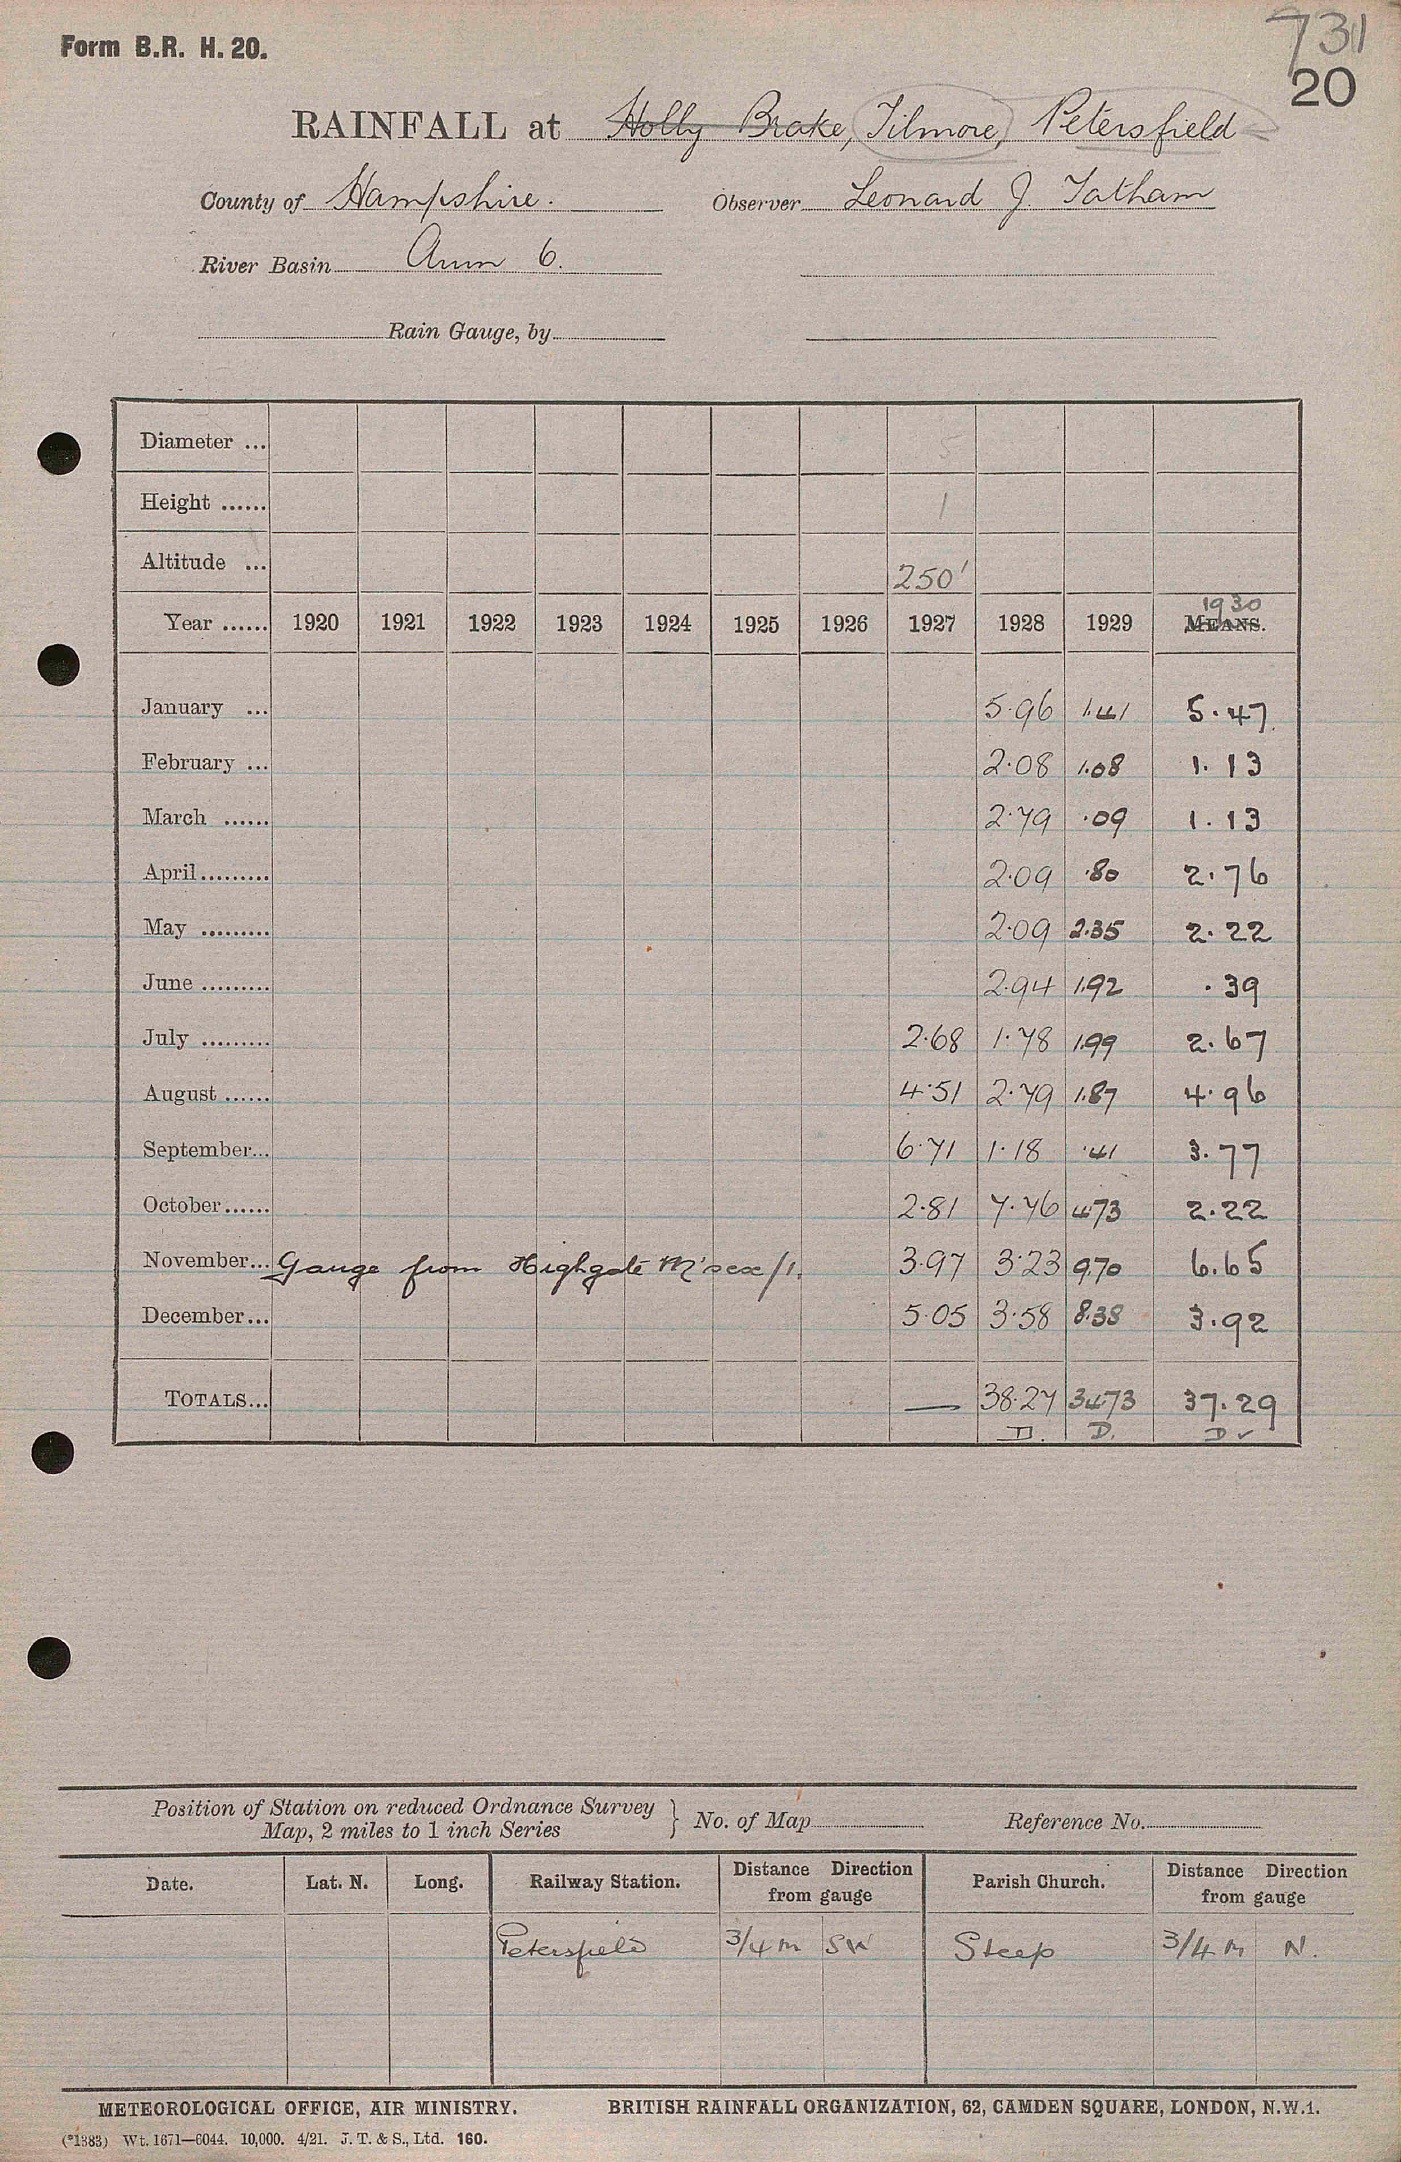 Form B.R. H. 20.
731
20
RAINFALL at Holly Brake, Tilmore, Petersfield
County of Hampshire. Observer Leonard J. Tatham
River Basin Arun 6.
Rain Gauge, by
Diameter ... 5
Height ...... 1
Altitude ... 250'
1930
Year ...... 1920 1921 1922 1923 1924 1925 1926 1927 1928 1929 MEANS.
January ... 5.96 1.41 5.47
February ... 2.08 1.08 1.13
March ...... 2.79 .09 1.13
April ......... 2.09 .80 2.76
May ......... 2.09 2.35 2.22
June ......... 2.94 1.92 .39
July ......... 2.68 1.78 1.99 2.67
August ...... 4.51 2.79 1.87 4.96
September... 6.71 1.18 .41 3.77
October...... 2.81 7.76 4.73 2.22
November... Gauge from Highgate M'sex /1. 3.97 3.23 9.70 6.65
December... 5.05 3.58 8.38 3.92
TOTALS... — 38.27 34.73 37.29
D. D. D ✓
Position of Station on reduced Ordnance Survey
Map, 2 miles to 1 inch Series } No. of Map Reference No.
Date. Lat. N. Long. Railway Station. Distance Direction from gauge Parish Church. Distance Direction from gauge
Petersfield 3/4 m SW Steep 3/4 m N.
METEOROLOGICAL OFFICE, AIR MINISTRY. BRITISH RAINFALL ORGANIZATION, 62, CAMDEN SQUARE, LONDON, N.W.1.
(*1383) Wt. 1671—6044. 10,000. 4/21. J. T. & S., Ltd. 160.